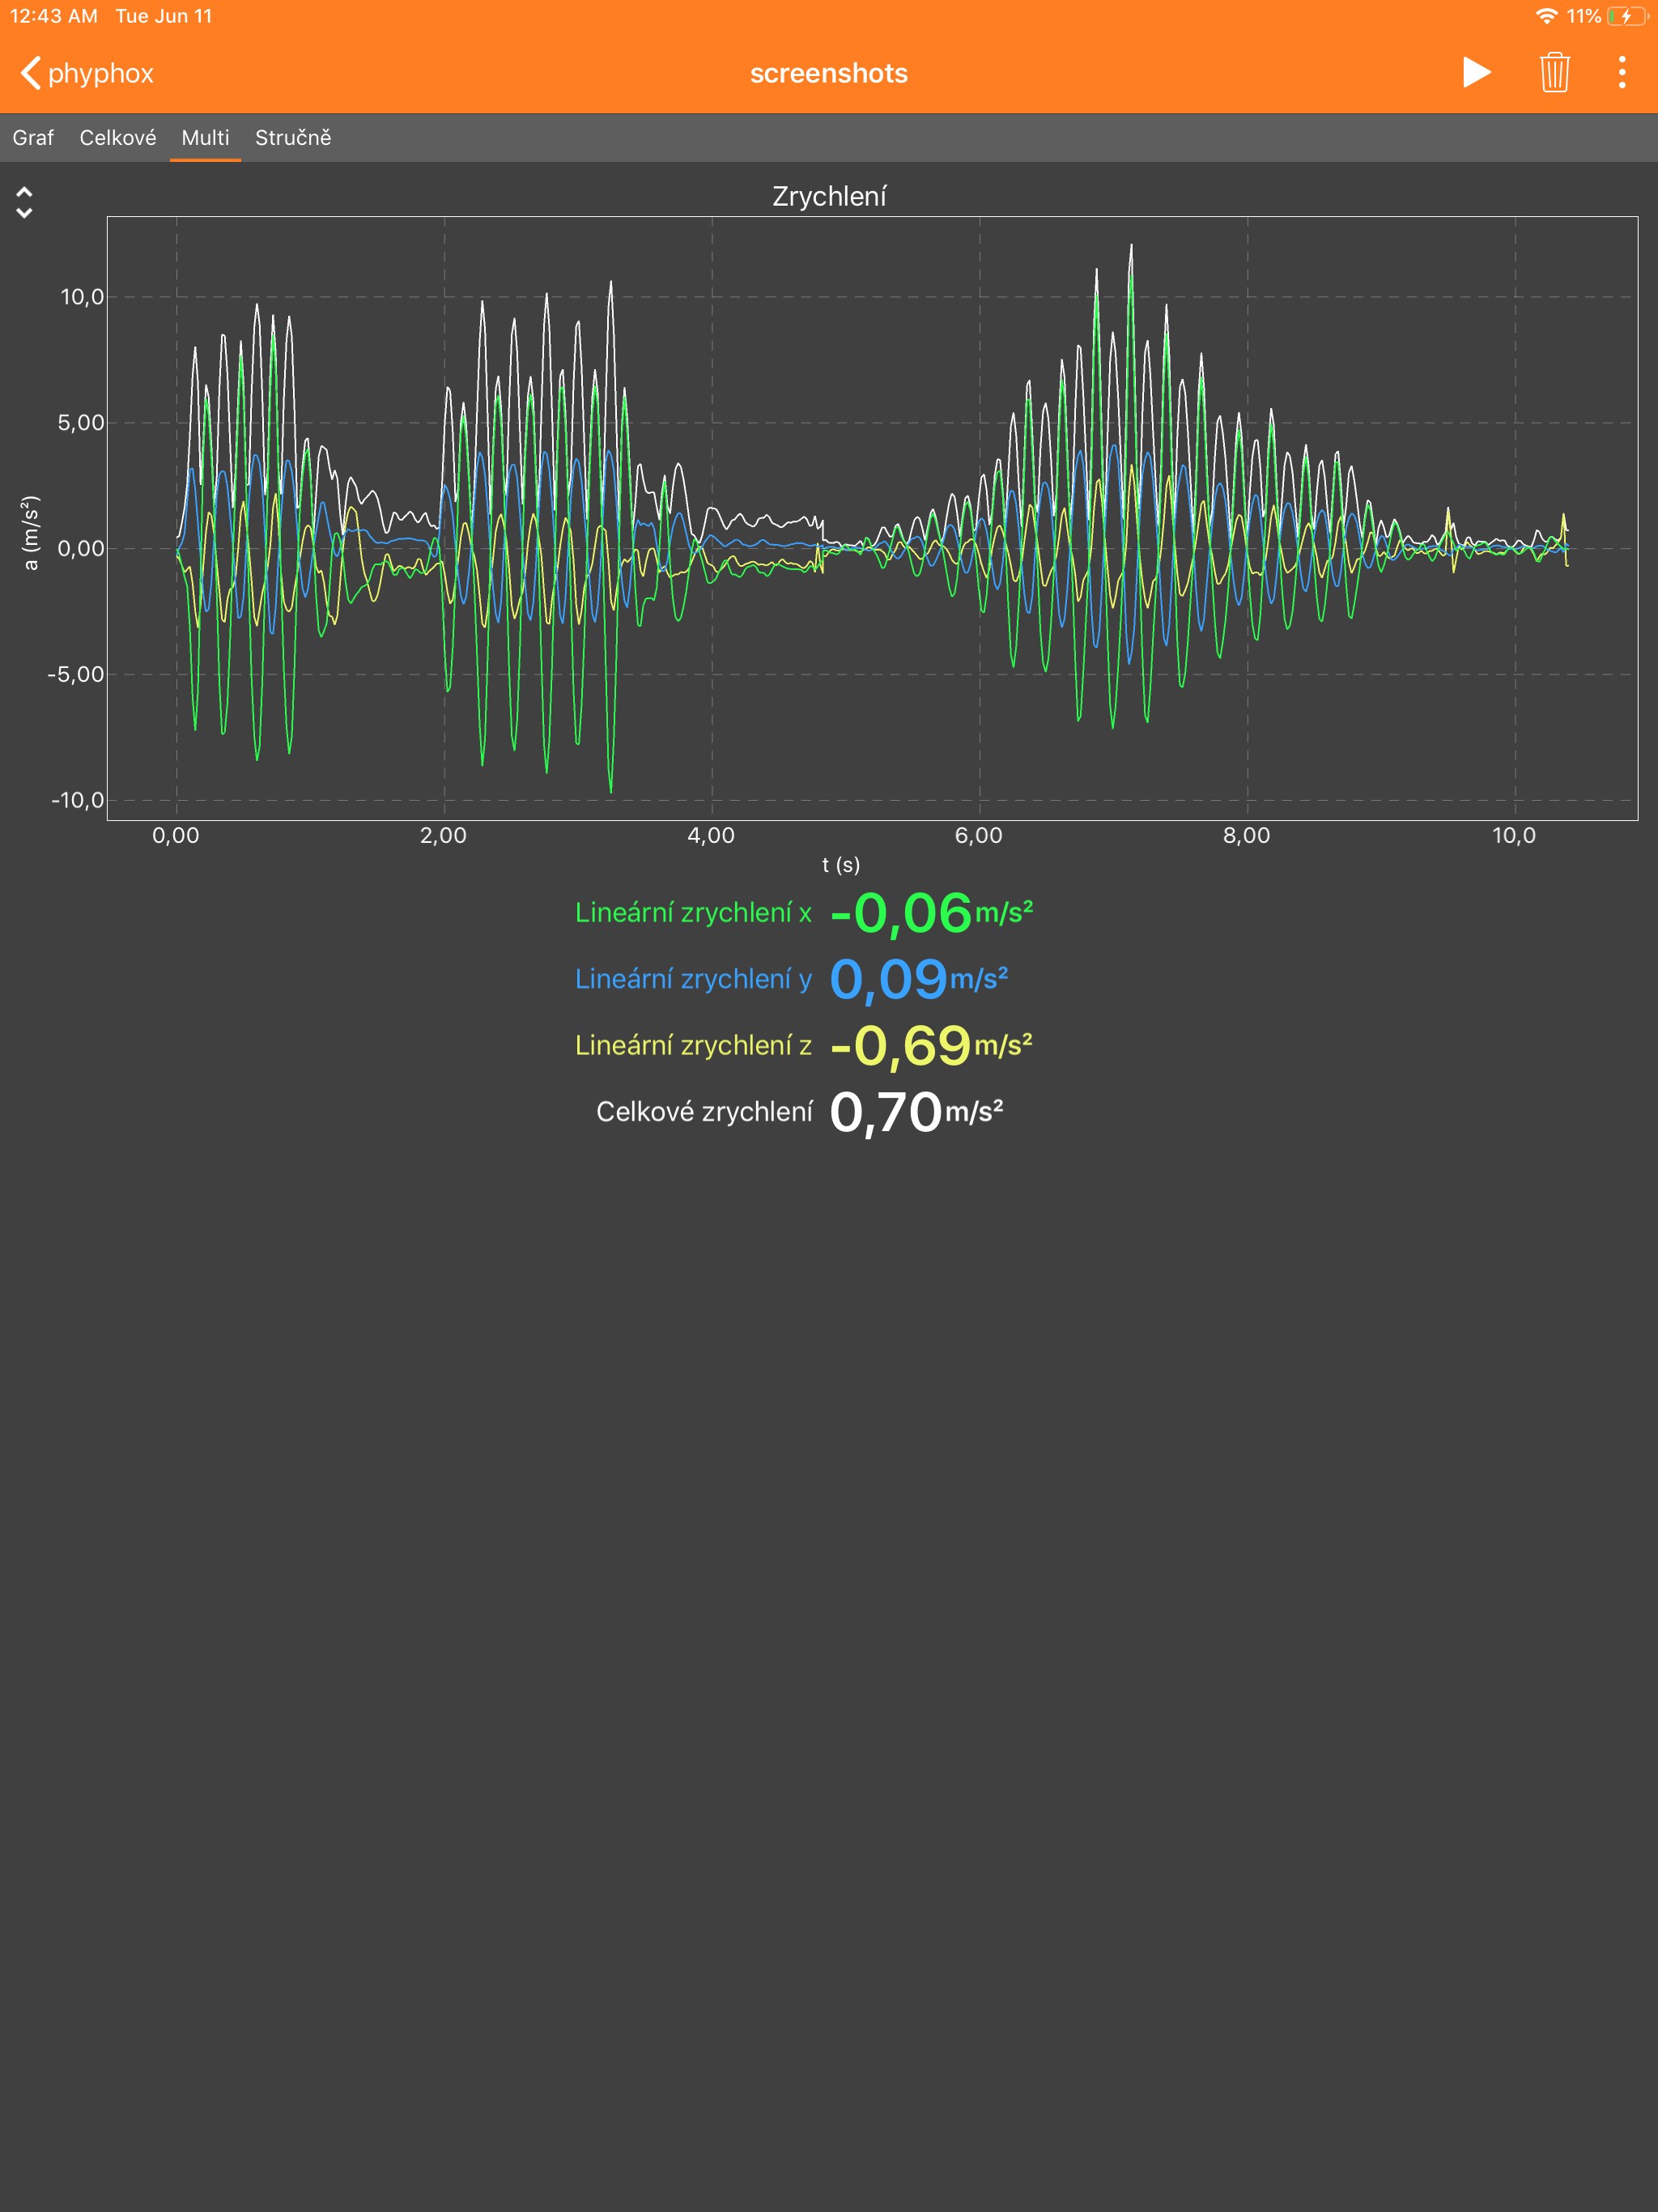 12:43 AM Tue Jun 11 11%
phyphox screenshots
Graf Celkové Multi Stručně
Zrychlení
10,0
5,00
0,00
-5,00
-10,0
a (m/s²)
0,00 2,00 4,00 6,00 8,00 10,0
t (s)
Lineární zrychlení x -0,06 m/s²
Lineární zrychlení y 0,09 m/s²
Lineární zrychlení z -0,69 m/s²
Celkové zrychlení 0,70 m/s²